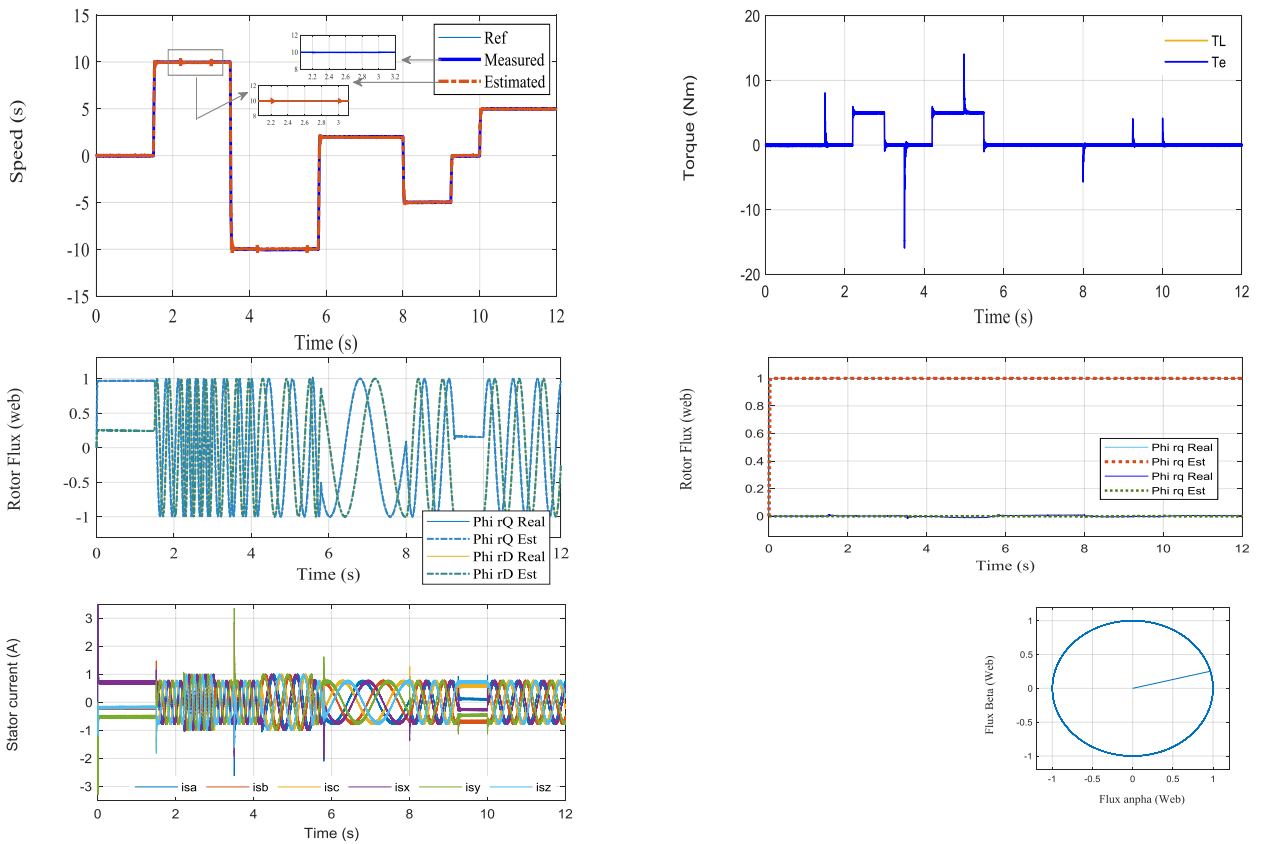 15
10
5
0
-5
-10
-15
Speed (s)
0 2 4 6 8 10 12
Time (s)
Ref
Measured
Estimated
12
10
8
2.2 2.4 2.6 2.8 3 3.2
12
10
8
2.2 2.4 2.6 2.8 3
20
10
0
-10
-20
Torque (Nm)
0 2 4 6 8 10 12
Time (s)
TL
Te
1
0.5
0
-0.5
-1
Rotor Flux (web)
0 2 4 6 8 10 12
Time (s)
Phi rQ Real
Phi rQ Est
Phi rD Real
Phi rD Est
1
0.8
0.6
0.4
0.2
0
Rotor Flux (web)
0 2 4 6 8 10 12
Time (s)
Phi rq Real
Phi rq Est
Phi rq Real
Phi rq Est
3
2
1
0
-1
-2
-3
Stator current (A)
isa isb isc isx isy isz
0 2 4 6 8 10 12
Time (s)
1
0.5
0
-0.5
-1
Flux Beta (Web)
-1 -0.5 0 0.5 1
Flux anpha (Web)